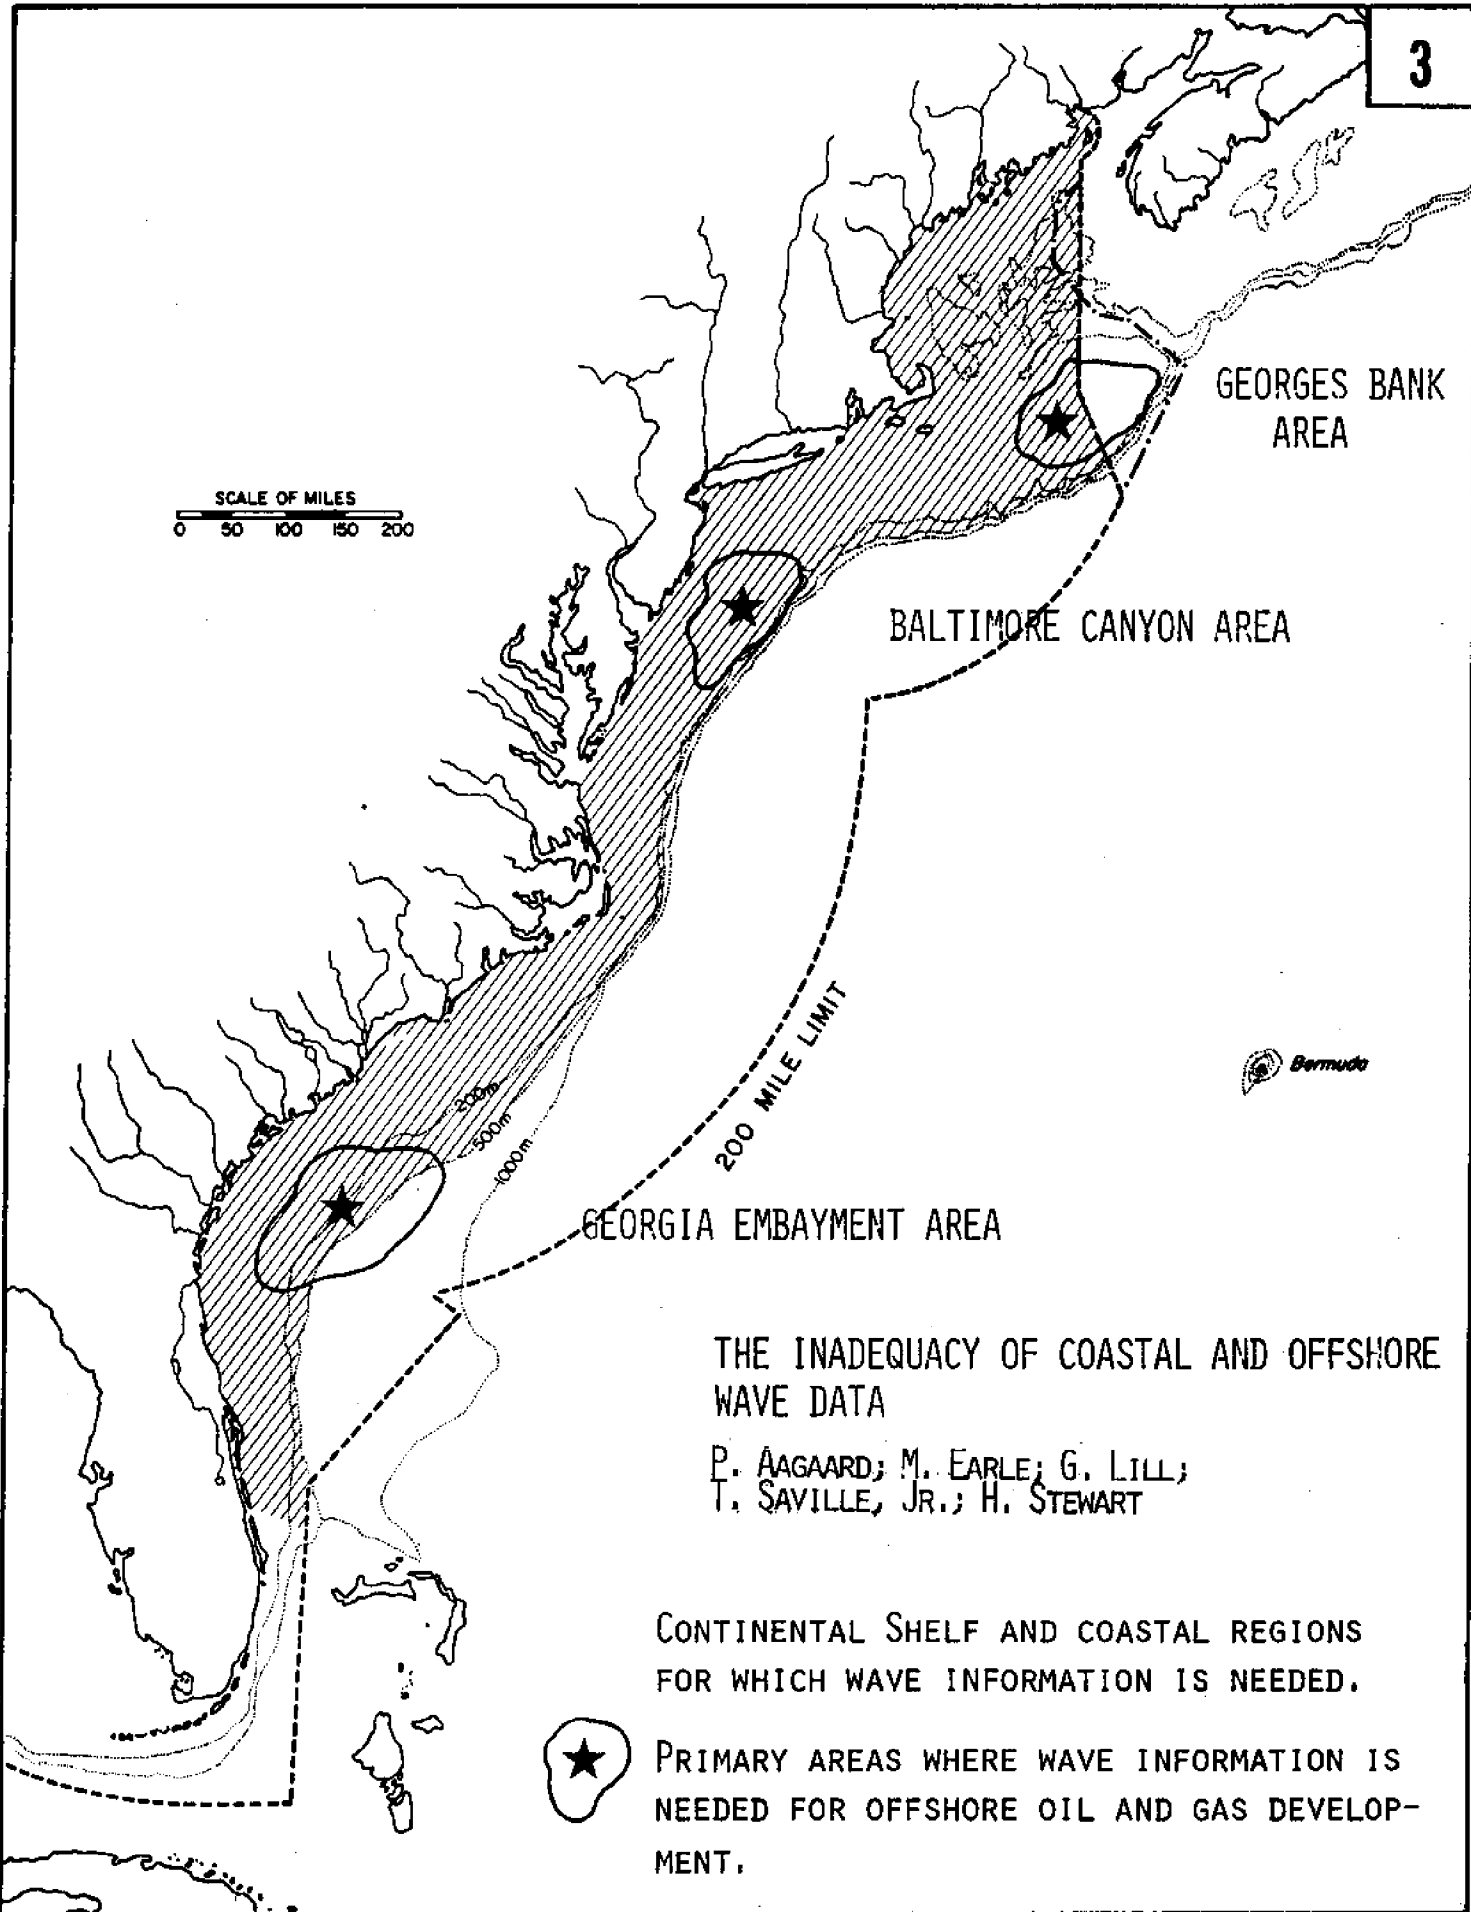 3
GEORGES BANK
AREA
SCALE OF MILES
0 50 100 150 200
BALTIMORE CANYON AREA
200 MILE LIMIT
Bermuda
200m
500m
1000m
GEORGIA EMBAYMENT AREA
THE INADEQUACY OF COASTAL AND OFFSHORE
WAVE DATA
P. AAGAARD; M. EARLE; G. LILL;
T. SAVILLE, JR.; H. STEWART
CONTINENTAL SHELF AND COASTAL REGIONS
FOR WHICH WAVE INFORMATION IS NEEDED.
PRIMARY AREAS WHERE WAVE INFORMATION IS
NEEDED FOR OFFSHORE OIL AND GAS DEVELOP-
MENT.